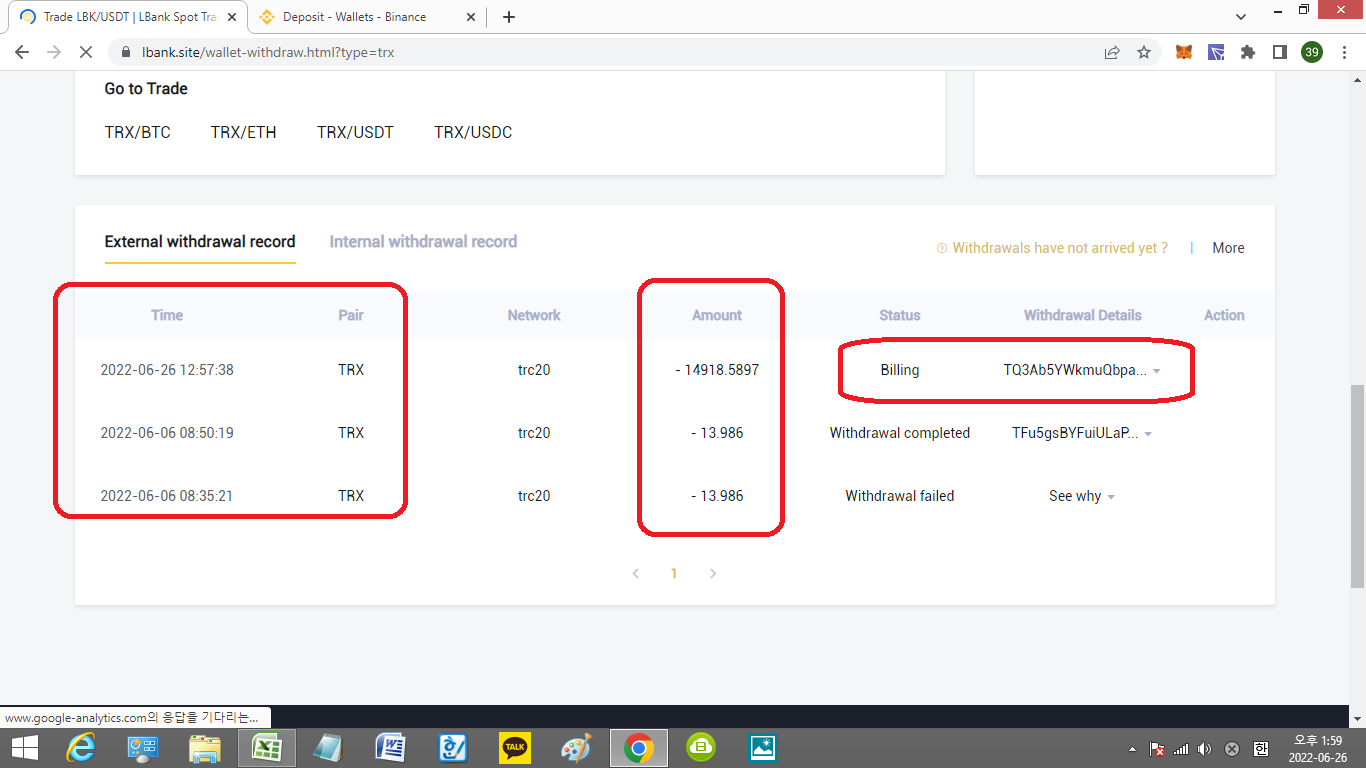 Trade LBK/USDT | LBank Spot Tra
Deposit - Wallets - Binance
lbank.site/wallet-withdraw.html?type=trx
39
Go to Trade
TRX/BTC TRX/ETH TRX/USDT TRX/USDC
External withdrawal record Internal withdrawal record Withdrawals have not arrived yet ? | More
Time Pair Network Amount Status Withdrawal Details Action
2022-06-26 12:57:38 TRX trc20 - 14918.5897 Billing TQ3Ab5YWkmuQbpa...
2022-06-06 08:50:19 TRX trc20 - 13.986 Withdrawal completed TFu5gsBYFuiULaP...
2022-06-06 08:35:21 TRX trc20 - 13.986 Withdrawal failed See why
1
www.google-analytics.com의 응답을 기다리는...
TALK
한
오후 1:59
2022-06-26